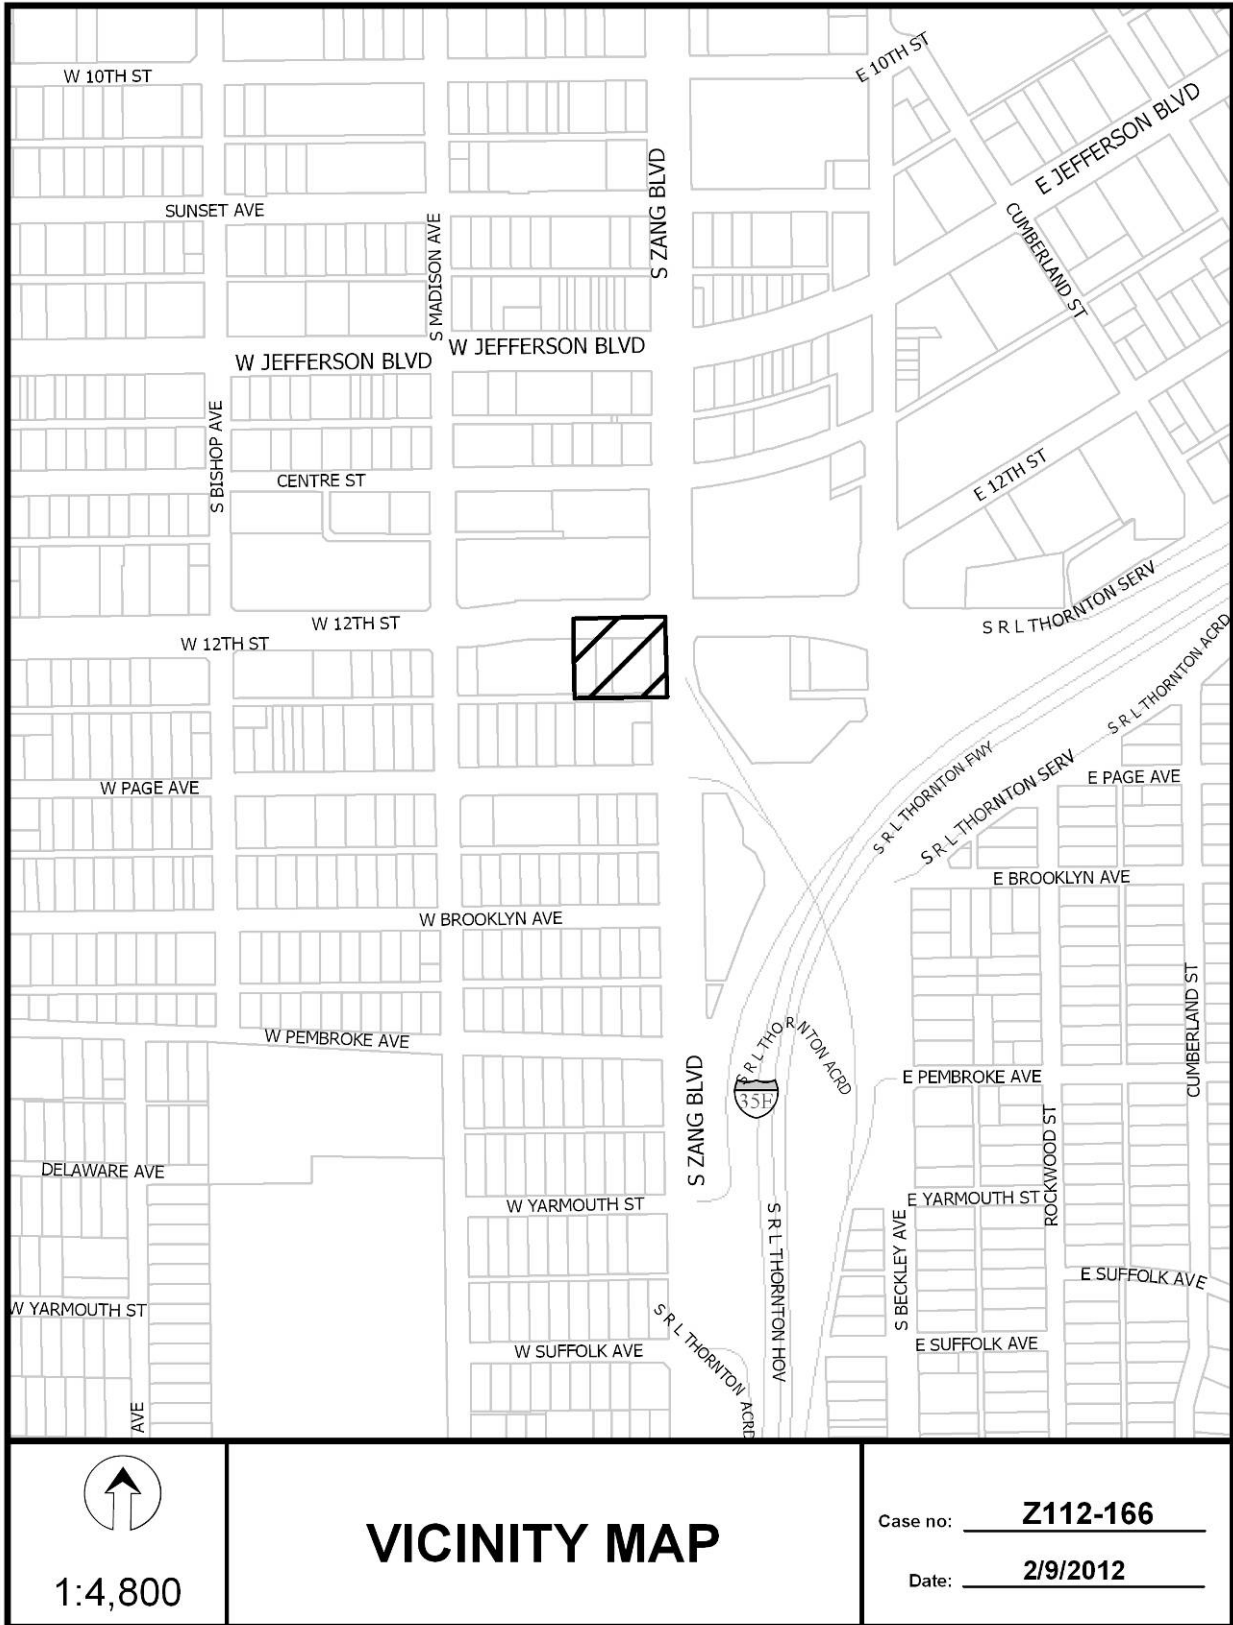 W 10TH ST
E 10TH ST
E JEFFERSON BLVD
SUNSET AVE
S MADISON AVE
S ZANG BLVD
CUMBERLAND ST
W JEFFERSON BLVD
W JEFFERSON BLVD
S BISHOP AVE
CENTRE ST
E 12TH ST
W 12TH ST
W 12TH ST
S R L THORNTON SERV
S R L THORNTON ACRD
W PAGE AVE
S R L THORNTON FWY
S R L THORNTON SERV
E PAGE AVE
E BROOKLYN AVE
W BROOKLYN AVE
W PEMBROKE AVE
S R L THORNTON ACRD
35E
S ZANG BLVD
E PEMBROKE AVE
CUMBERLAND ST
ROCKWOOD ST
DELAWARE AVE
W YARMOUTH ST
E YARMOUTH ST
S R L THORNTON HOV
S BECKLEY AVE
E SUFFOLK AVE
W YARMOUTH ST
S R L THORNTON ACRD
W SUFFOLK AVE
E SUFFOLK AVE
AVE
1:4,800
VICINITY MAP
Case no: Z112-166
Date: 2/9/2012